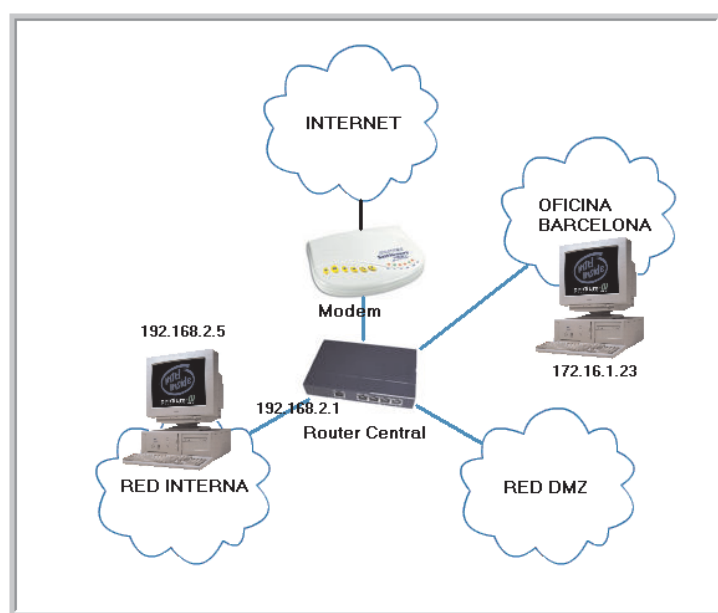 INTERNET
OFICINA
BARCELONA
Modem
192.168.2.5
172.16.1.23
192.168.2.1
Router Central
RED INTERNA
RED DMZ